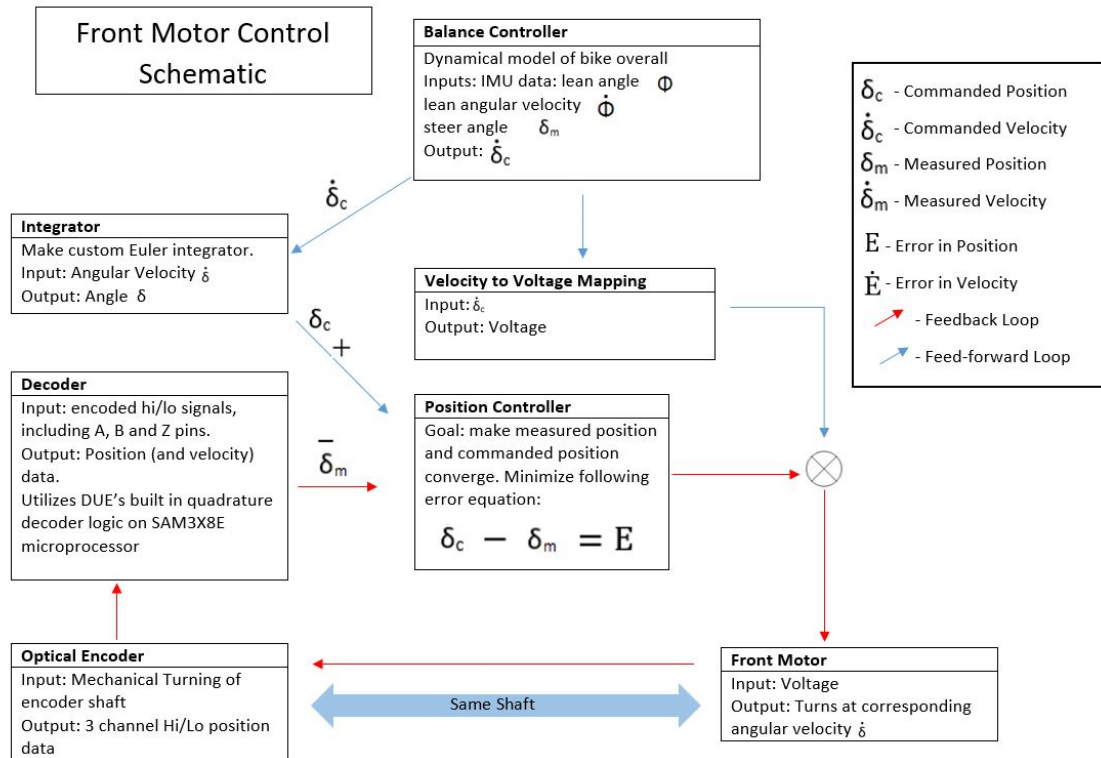 Front Motor Control
Schematic
Balance Controller
Dynamical model of bike overall
Inputs: IMU data: lean angle Φ
lean angular velocity Φ̇
steer angle δm
Output: δ̇c
δc - Commanded Position
δ̇c - Commanded Velocity
δm - Measured Position
δ̇m - Measured Velocity
E - Error in Position
Ė - Error in Velocity
- Feedback Loop
- Feed-forward Loop
δ̇c
Integrator
Make custom Euler integrator.
Input: Angular Velocity δ̇
Output: Angle δ
Velocity to Voltage Mapping
Input: δ̇c
Output: Voltage
δc
+
Decoder
Input: encoded hi/lo signals,
including A, B and Z pins.
Output: Position (and velocity)
data.
Utilizes DUE's built in quadrature
decoder logic on SAM3X8E
microprocessor
–
δm
Position Controller
Goal: make measured position
and commanded position
converge. Minimize following
error equation:
δc – δm = E
Optical Encoder
Input: Mechanical Turning of
encoder shaft
Output: 3 channel Hi/Lo position
data
Same Shaft
Front Motor
Input: Voltage
Output: Turns at corresponding
angular velocity δ̇